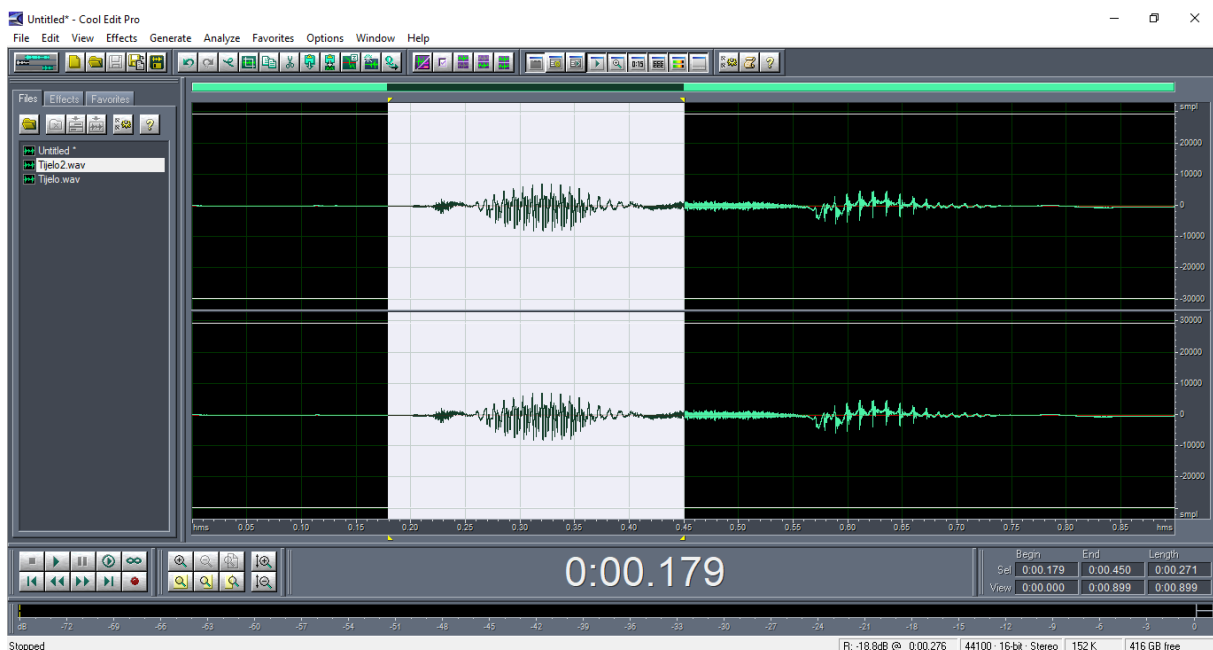 Untitled* - Cool Edit Pro
File Edit View Effects Generate Analyze Favorites Options Window Help
Files Effects Favorites
Untitled *
Tijelo2.wav
Tijelo.wav
smpl
20000
10000
0
-10000
-20000
-30000
30000
20000
10000
0
-10000
-20000
smpl
hms 0.05 0.10 0.15 0.20 0.25 0.30 0.35 0.40 0.45 0.50 0.55 0.60 0.65 0.70 0.75 0.80 0.85 hms
0:00.179
Begin End Length
Sel 0:00.179 0:00.450 0:00.271
View 0:00.000 0:00.899 0:00.899
dB -72 -69 -66 -63 -60 -57 -54 -51 -48 -45 -42 -39 -36 -33 -30 -27 -24 -21 -18 -15 -12 -9 -6 -3 0
Stopped R: -18.8dB @ 0:00.276 44100 · 16-bit · Stereo 152 K 416 GB free